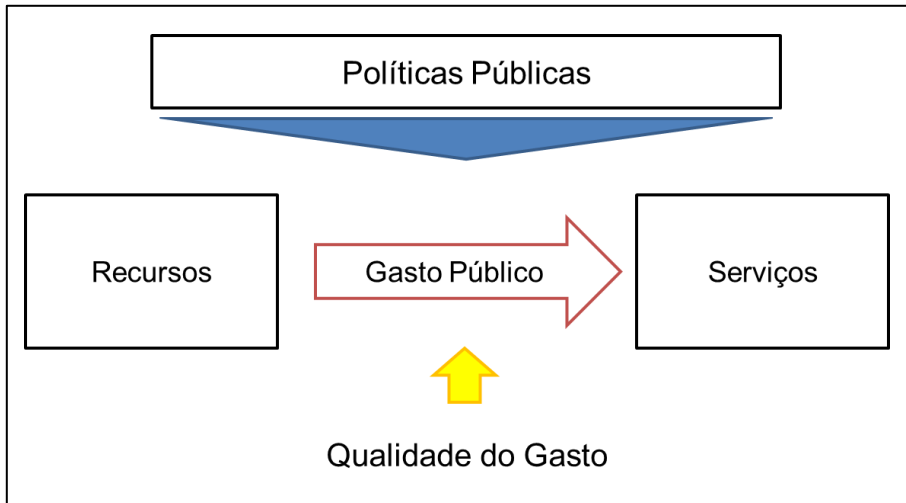 Políticas Públicas
Recursos
Gasto Público
Serviços
Qualidade do Gasto